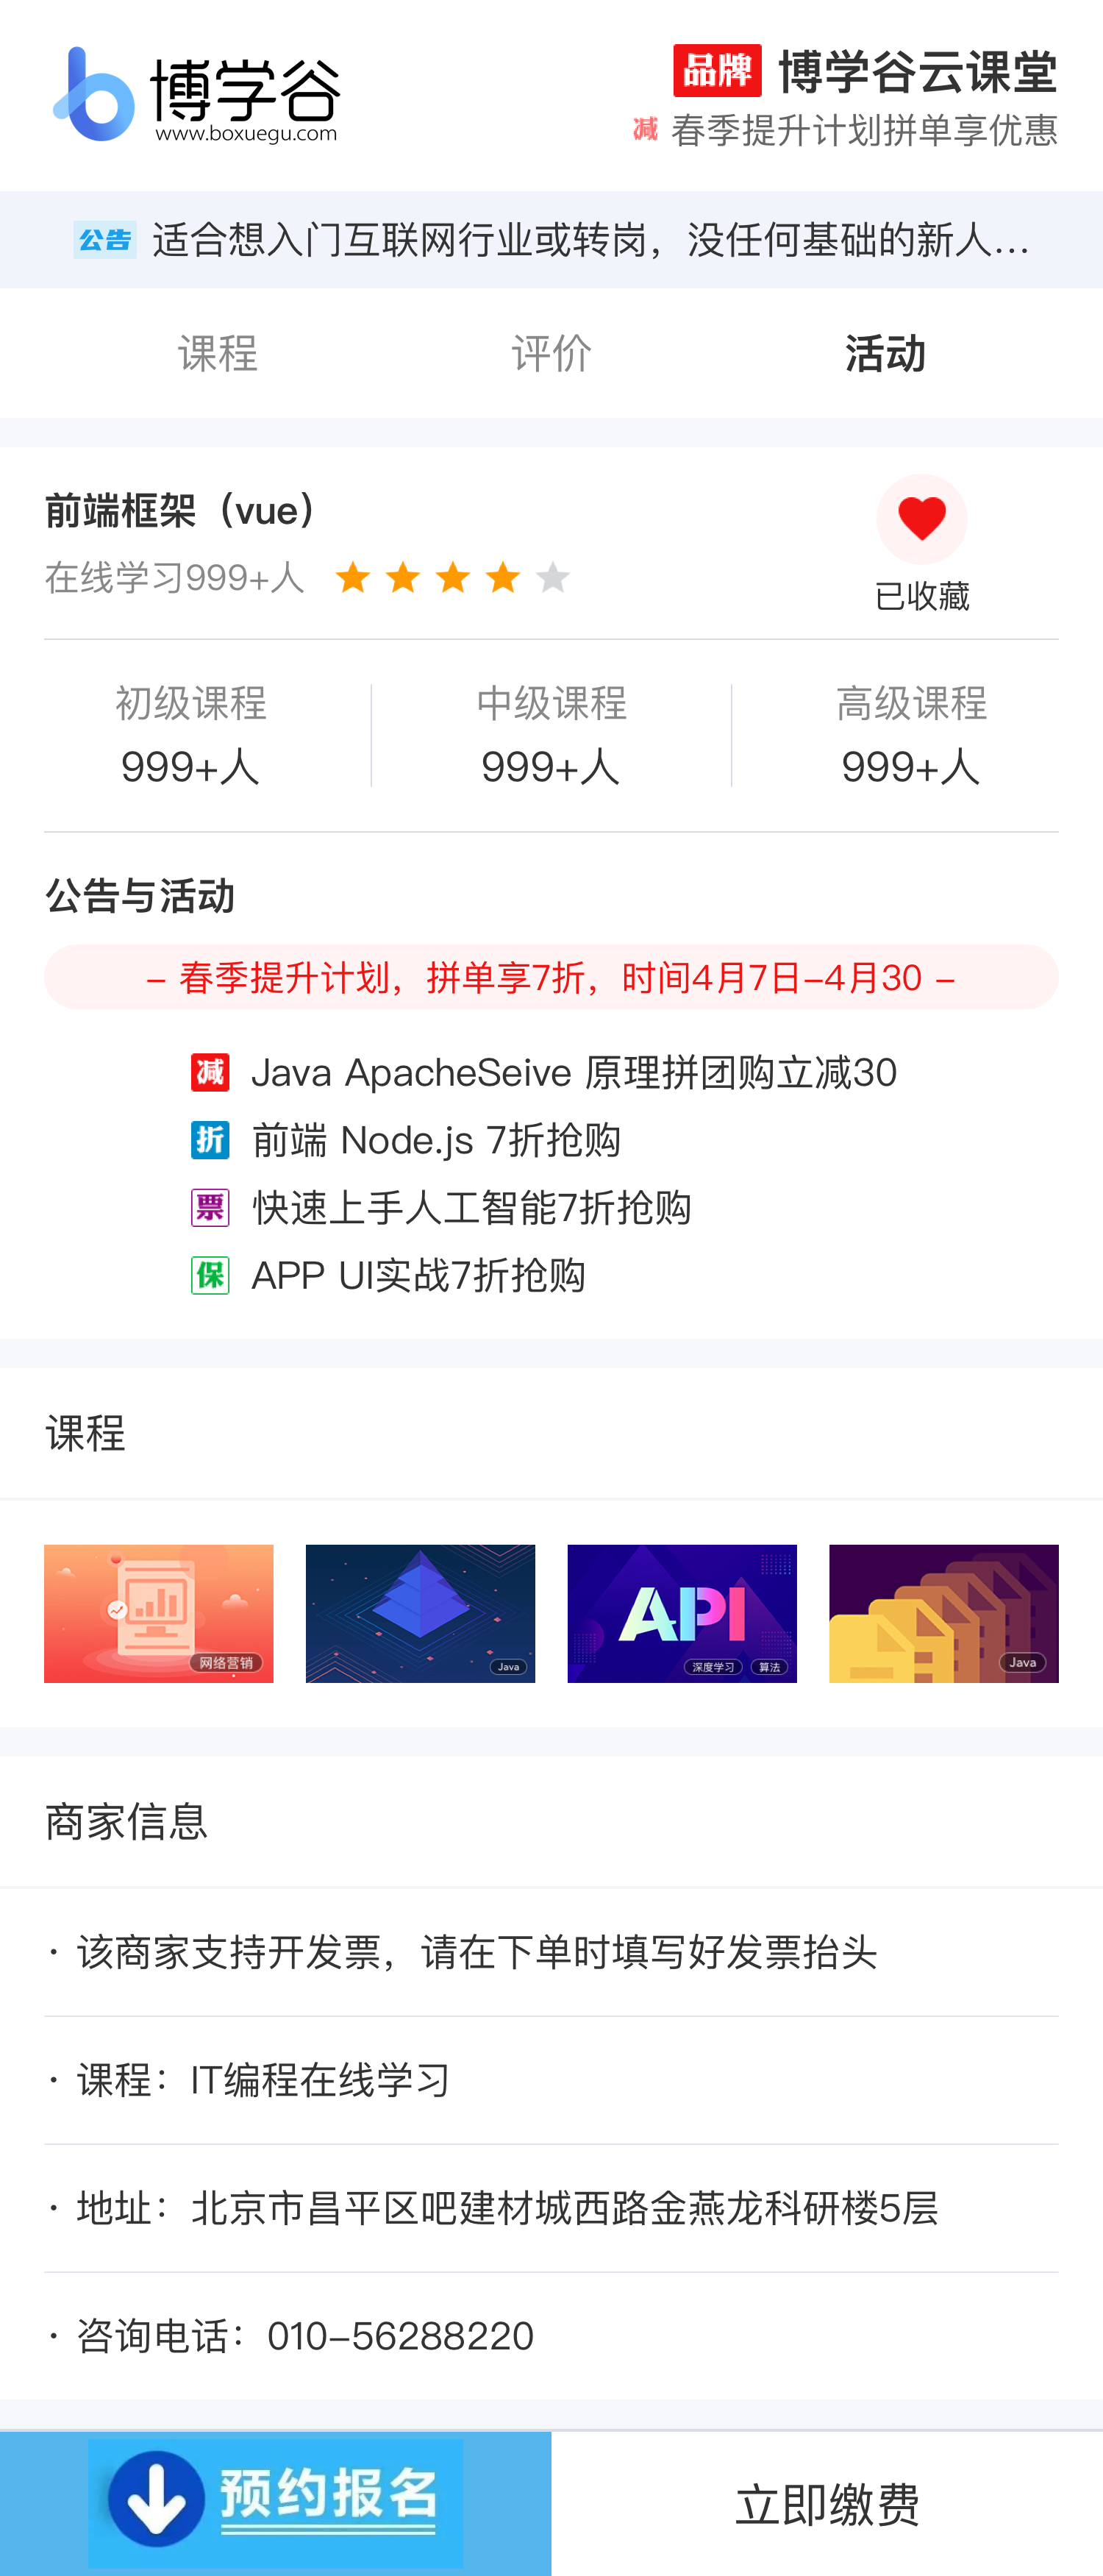 博学谷
www.boxuegu.com
品牌 博学谷云课堂
减 春季提升计划拼单享优惠
公告 适合想入门互联网行业或转岗，没任何基础的新人...
课程 评价 活动
前端框架（vue）
在线学习999+人
已收藏
初级课程 中级课程 高级课程
999+人 999+人 999+人
公告与活动
- 春季提升计划，拼单享7折，时间4月7日-4月30 -
减 Java ApacheSeive 原理拼团购立减30
折 前端 Node.js 7折抢购
票 快速上手人工智能7折抢购
保 APP UI实战7折抢购
课程
API
网络营销 Java 深度学习 算法 Java
商家信息
· 该商家支持开发票，请在下单时填写好发票抬头
· 课程：IT编程在线学习
· 地址：北京市昌平区吧建材城西路金燕龙科研楼5层
· 咨询电话：010-56288220
预约报名 立即缴费